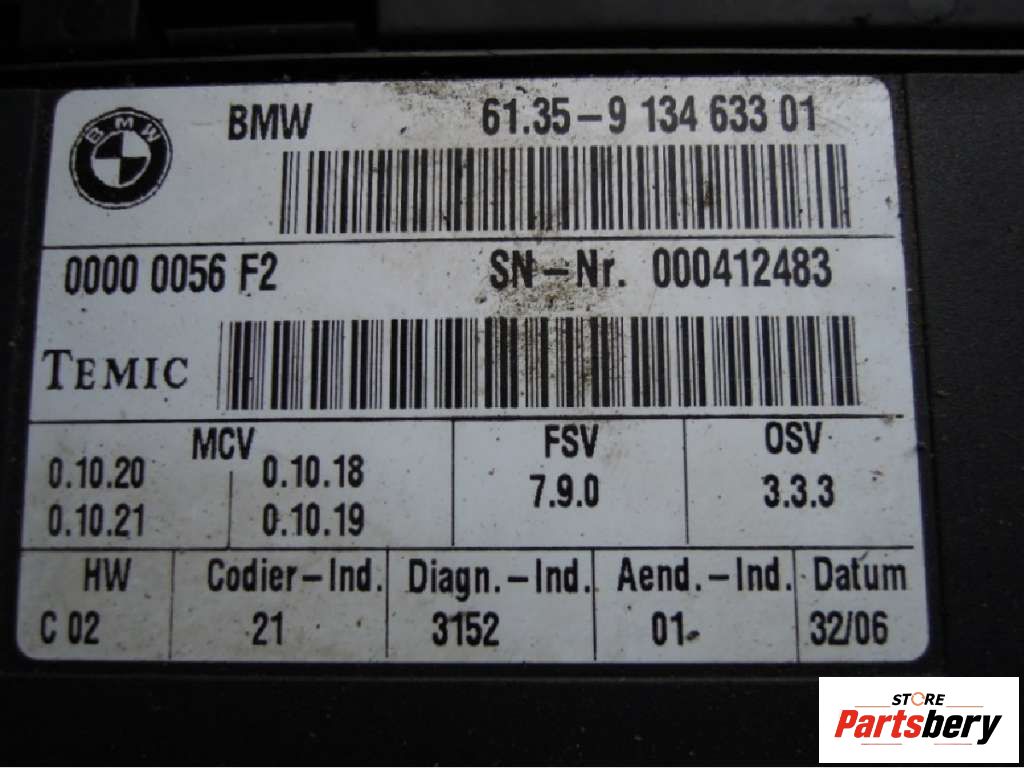 BMW
BMW 61.35-9 134 633 01
0000 0056 F2 SN-Nr. 000412483
TEMIC
MCV FSV OSV
0.10.20 0.10.18 7.9.0 3.3.3
0.10.21 0.10.19
HW Codier-Ind. Diagn.-Ind. Aend.-Ind. Datum
C 02 21 3152 01 32/06
STORE
Partsbery